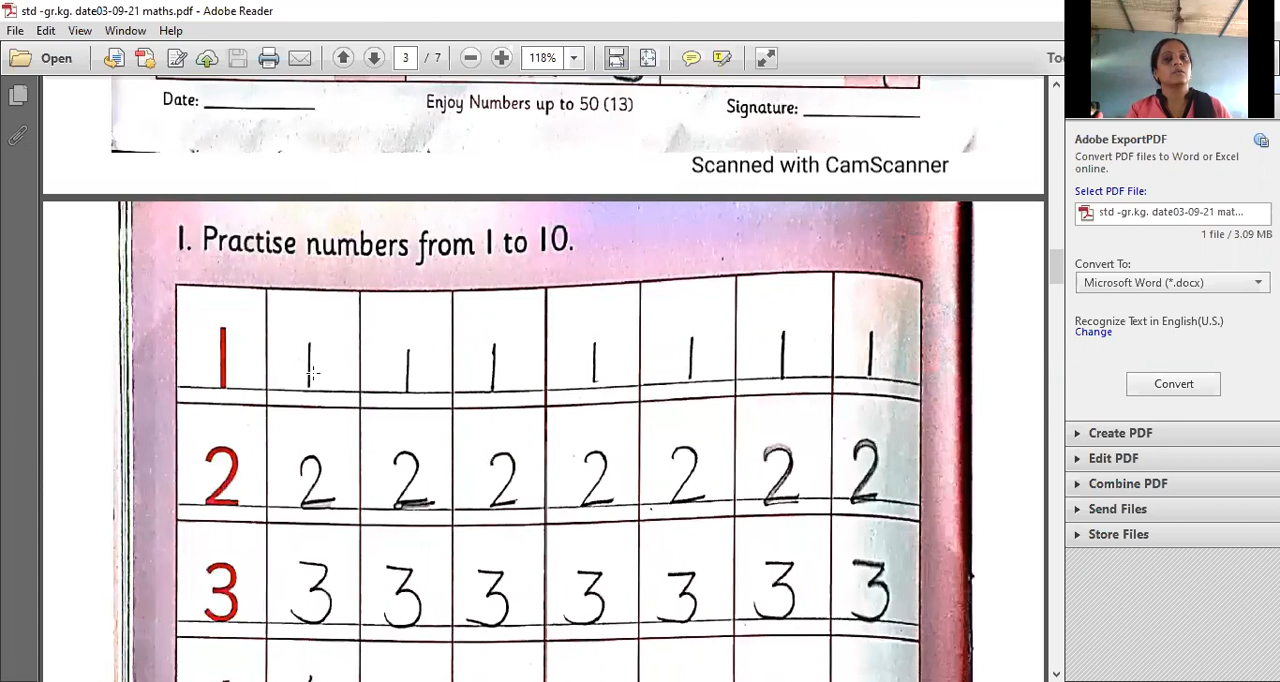 std -gr.kg. date03-09-21 maths.pdf - Adobe Reader
File Edit View Window Help
Open 3 / 7 118% To
Date: Enjoy Numbers up to 50 (13) Signature:
Scanned with CamScanner
1. Practise numbers from 1 to 10.
1 1 1 1 1 1 1 1
2 2 2 2 2 2 2 2
3 3 3 3 3 3 3 3
Adobe ExportPDF
Convert PDF files to Word or Excel
online.
Select PDF File:
std -gr.kg. date03-09-21 mat...
1 file / 3.09 MB
Convert To:
Microsoft Word (*.docx)
Recognize Text in English(U.S.)
Change
Convert
Create PDF
Edit PDF
Combine PDF
Send Files
Store Files